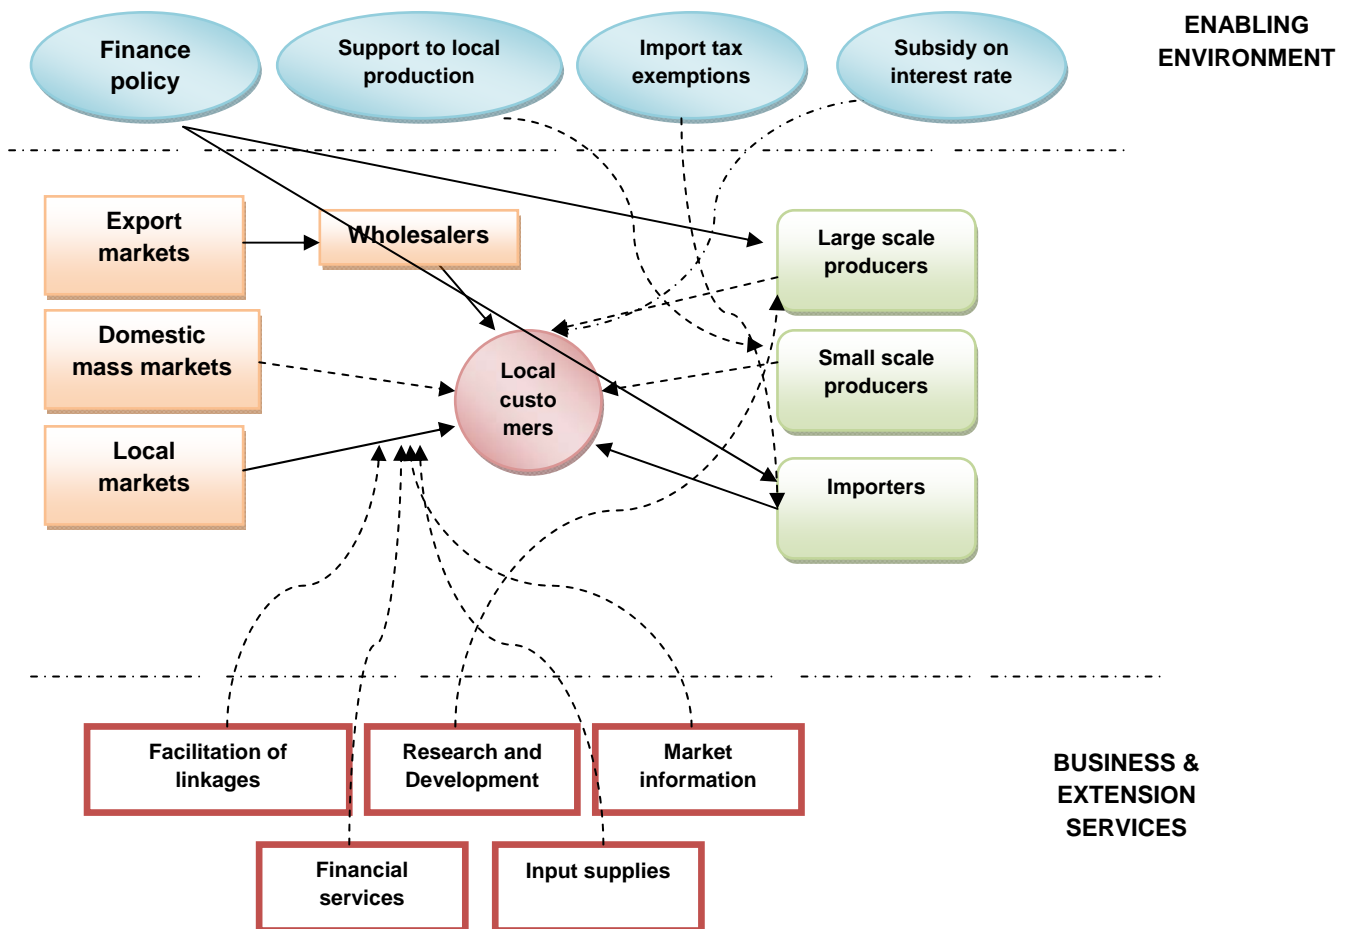 Finance
policy
Support to local
production
Import tax
exemptions
Subsidy on
interest rate
ENABLING
ENVIRONMENT
Export
markets
Wholesalers
Large scale
producers
Domestic
mass markets
Local
custo
mers
Small scale
producers
Local
markets
Importers
Facilitation of
linkages
Research and
Development
Market
information
BUSINESS &
EXTENSION
SERVICES
Financial
services
Input supplies